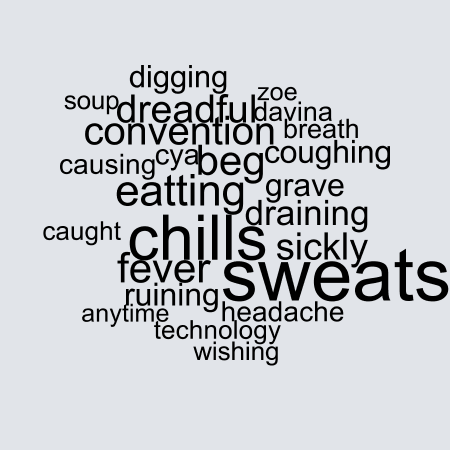 digging
soup dreadful zoe
davina
convention breath
causing cya beg coughing
eatting grave
draining
caught chills sickly
fever sweats
ruining
anytime headache
technology
wishing